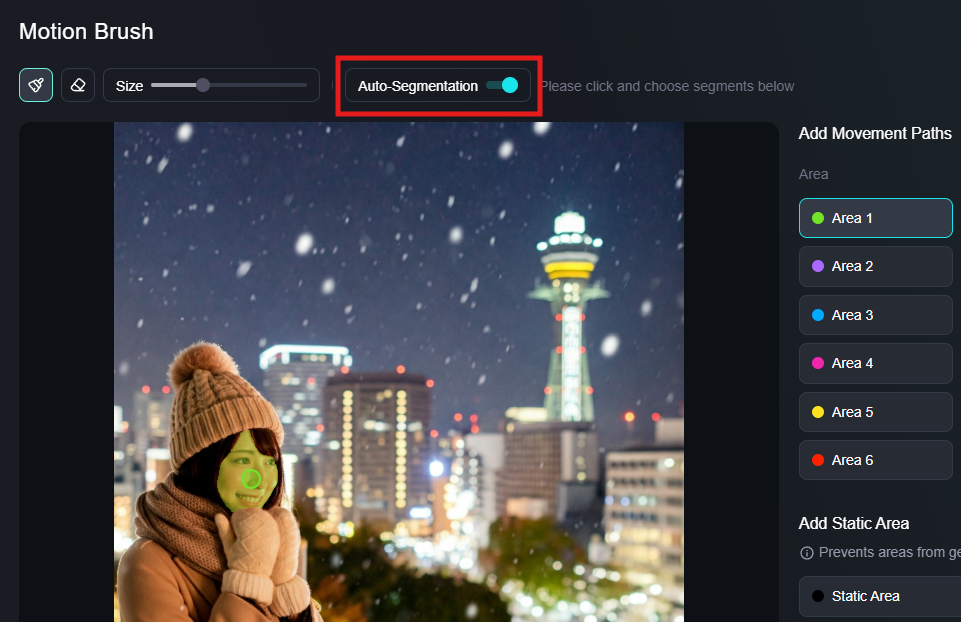 Motion Brush
Size
Auto-Segmentation
Please click and choose segments below
Add Movement Paths
Area
Area 1
Area 2
Area 3
Area 4
Area 5
Area 6
Add Static Area
Prevents areas from ge
Static Area